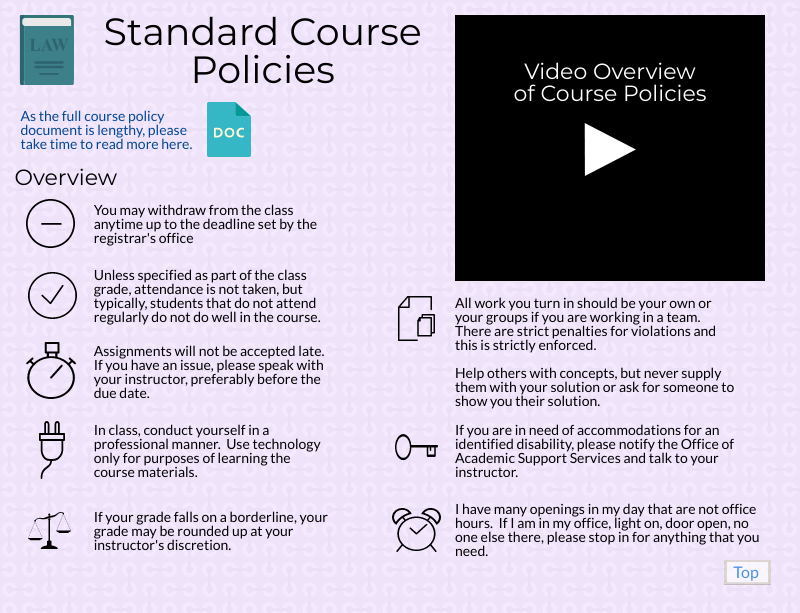 LAW
Standard Course
Policies
As the full course policy
document is lengthy, please
take time to read more here.
DOC
Overview
You may withdraw from the class
anytime up to the deadline set by the
registrar's office
Unless specified as part of the class
grade, attendance is not taken, but
typically, students that do not attend
regularly do not do well in the course.
Assignments will not be accepted late.
If you have an issue, please speak with
your instructor, preferably before the
due date.
In class, conduct yourself in a
professional manner.  Use technology
only for purposes of learning the
course materials.
If your grade falls on a borderline, your
grade may be rounded up at your
instructor's discretion.
Video Overview
of Course Policies
All work you turn in should be your own or
your groups if you are working in a team.
There are strict penalties for violations and
this is strictly enforced.
Help others with concepts, but never supply
them with your solution or ask for someone to
show you their solution.
If you are in need of accommodations for an
identified disability, please notify the Office of
Academic Support Services and talk to your
instructor.
I have many openings in my day that are not office
hours.  If I am in my office, light on, door open, no
one else there, please stop in for anything that you
need.
Top